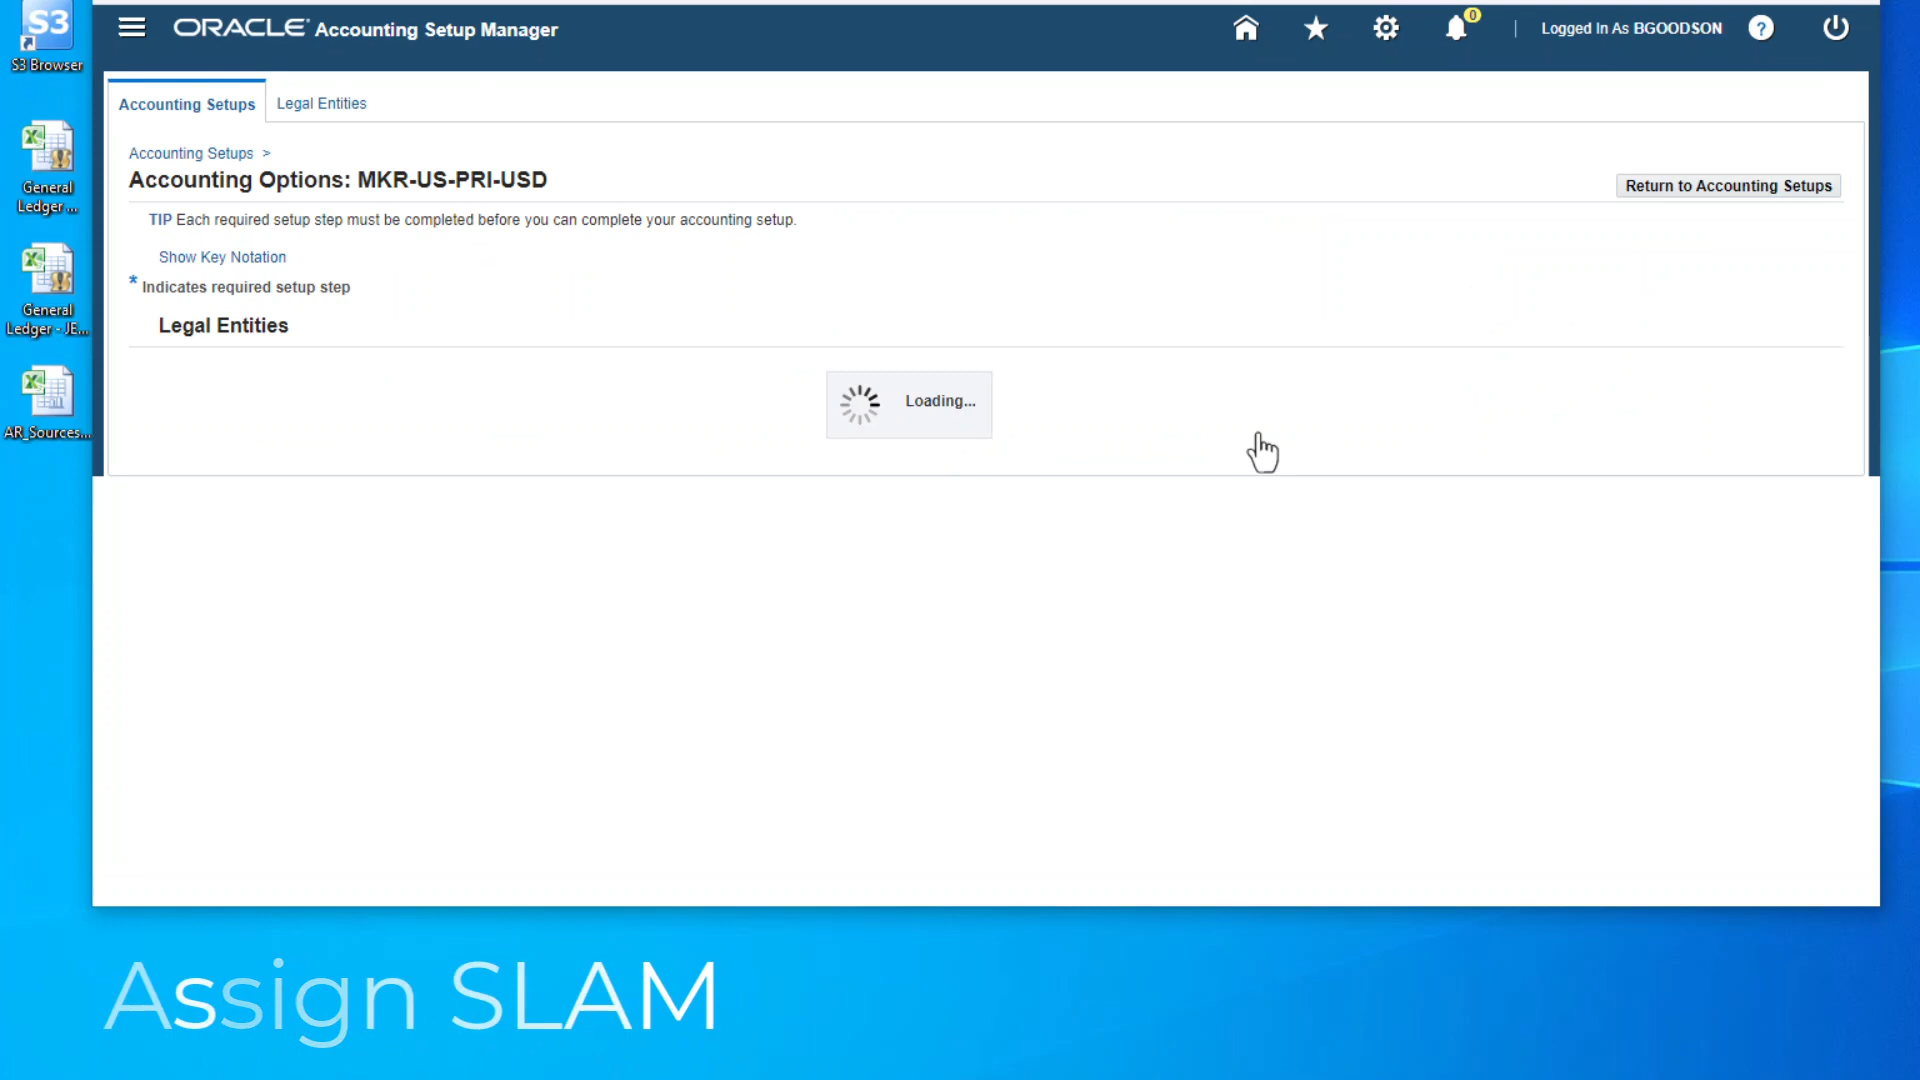 S3
S3 Browser
General
Ledger ...
General
Ledger - JE...
AR_Sources...
ORACLE Accounting Setup Manager
0
Logged In As BGOODSON
?
Accounting Setups
Legal Entities
Accounting Setups >
Accounting Options: MKR-US-PRI-USD
Return to Accounting Setups
TIP Each required setup step must be completed before you can complete your accounting setup.
Show Key Notation
* Indicates required setup step
Legal Entities
Loading...
Assign SLAM